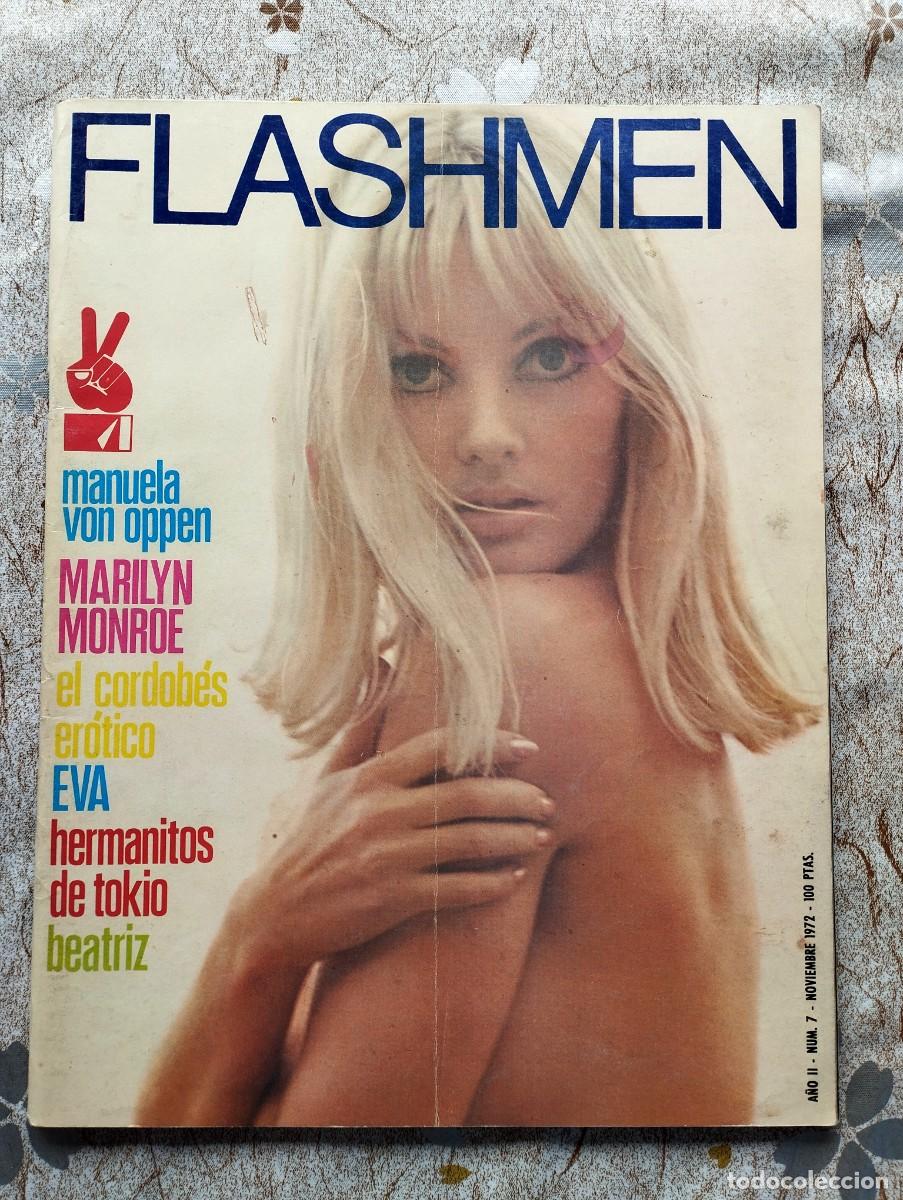 FLASHMEN
manuela
von oppen
MARILYN
MONROE
el cordobés
erótico
EVA
hermanitos
de tokio
beatriz
AÑO II - NUM. 7 - NOVIEMBRE 1972 - 100 PTAS.
todocoleccion